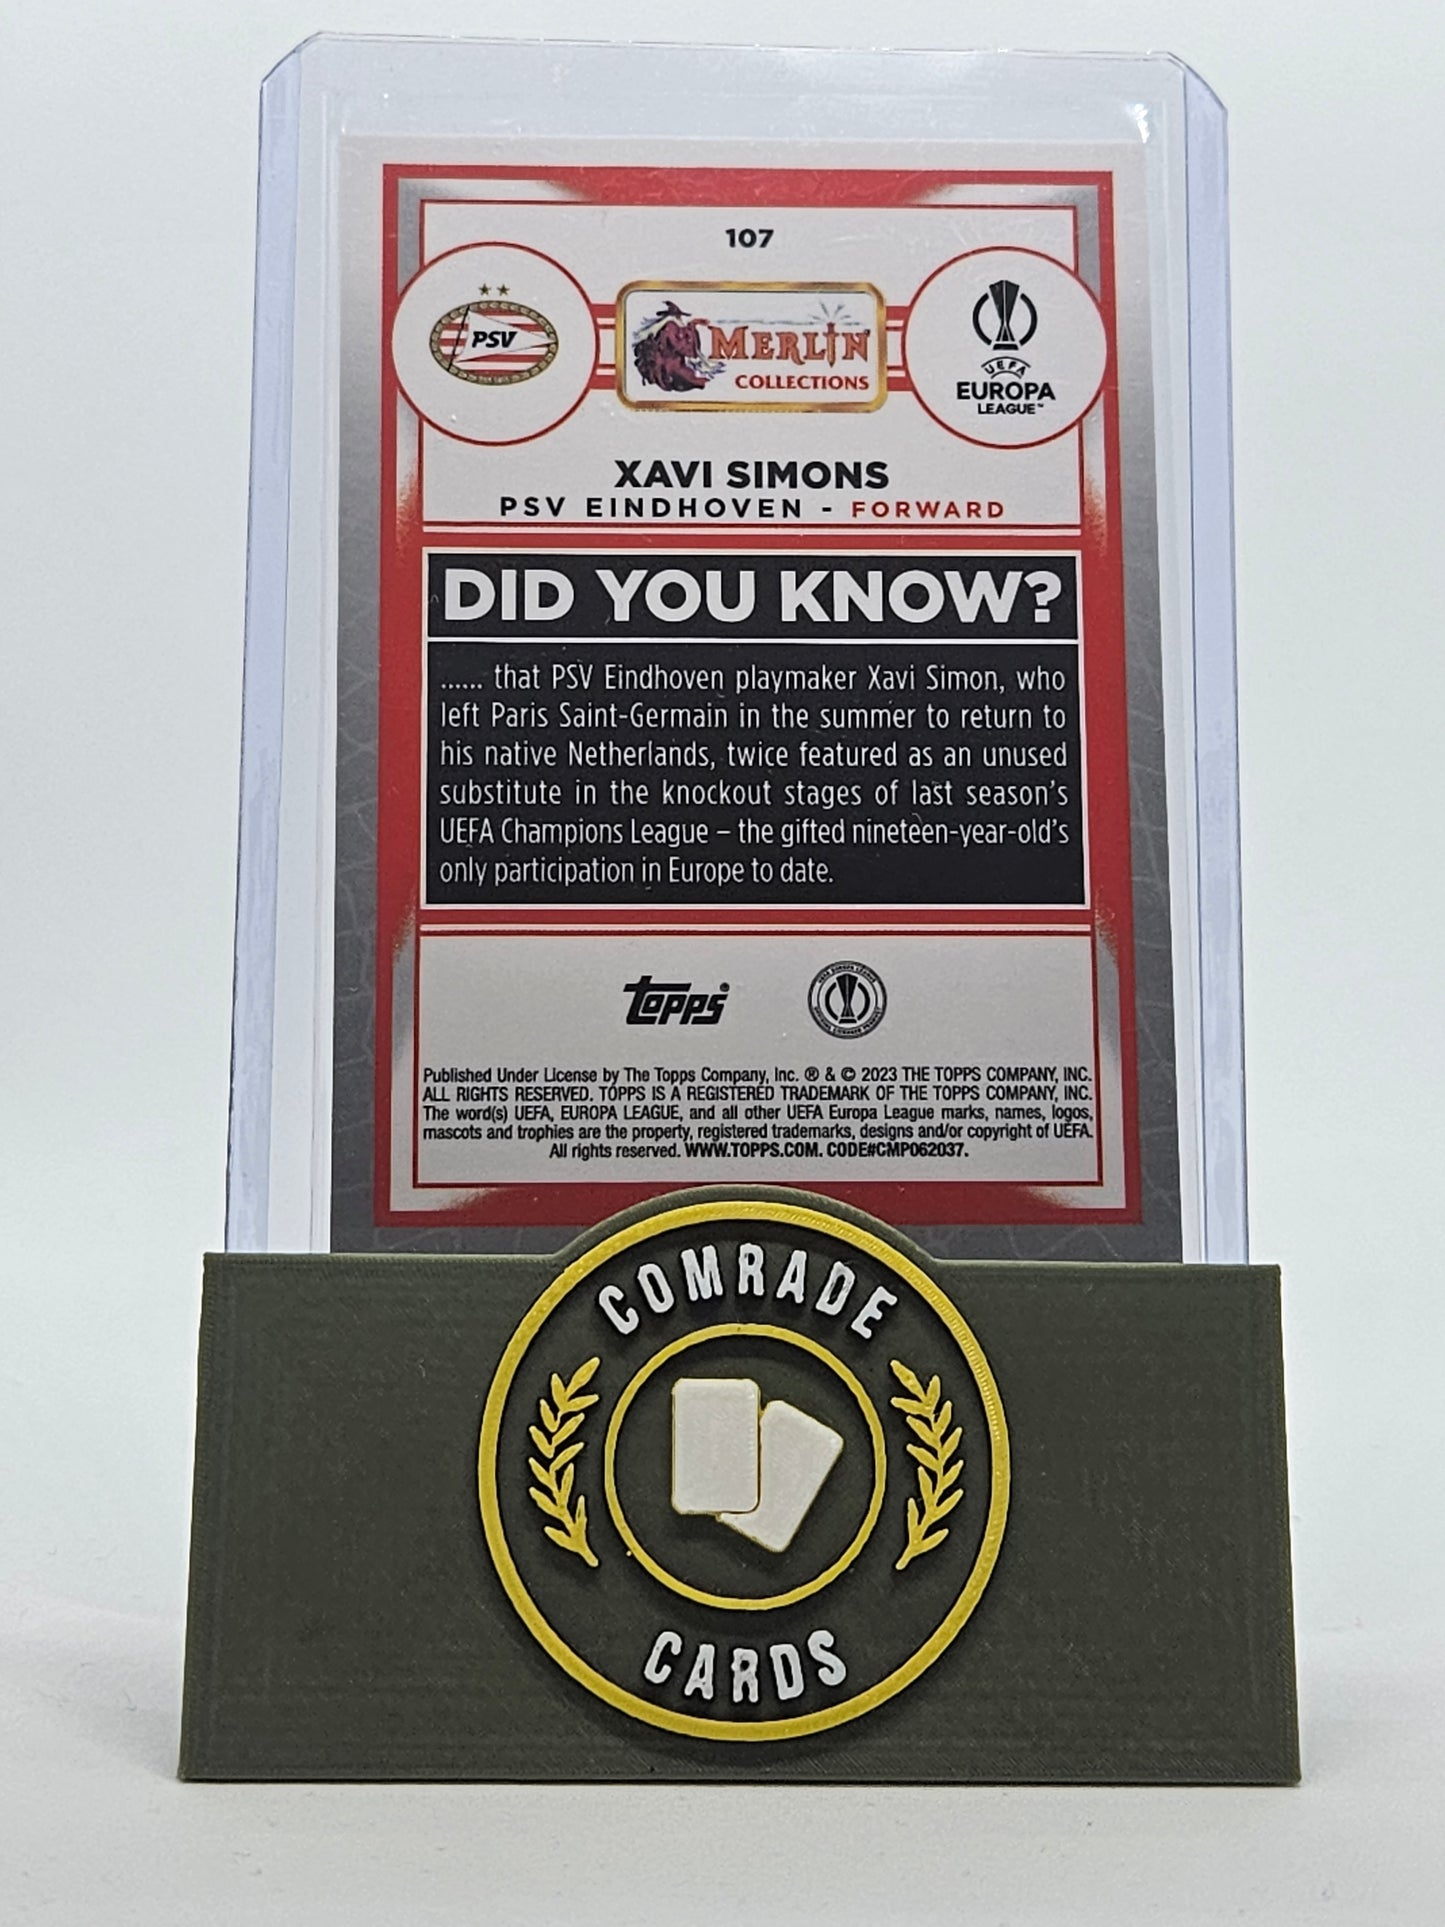 107
PSV
MERLIN
COLLECTIONS
UEFA
EUROPA
LEAGUE™
XAVI SIMONS
PSV EINDHOVEN - FORWARD
DID YOU KNOW?
...... that PSV Eindhoven playmaker Xavi Simon, who
left Paris Saint-Germain in the summer to return to
his native Netherlands, twice featured as an unused
substitute in the knockout stages of last season's
UEFA Champions League – the gifted nineteen-year-old's
only participation in Europe to date.
topps®
Published Under License by The Topps Company, Inc. ® & © 2023 THE TOPPS COMPANY, INC.
ALL RIGHTS RESERVED. TOPPS IS A REGISTERED TRADEMARK OF THE TOPPS COMPANY, INC.
The word(s) UEFA, EUROPA LEAGUE, and all other UEFA Europa League marks, names, logos,
mascots and trophies are the property, registered trademarks, designs and/or copyright of UEFA.
All rights reserved. WWW.TOPPS.COM. CODE#CMP062037.
COMRADE
CARDS